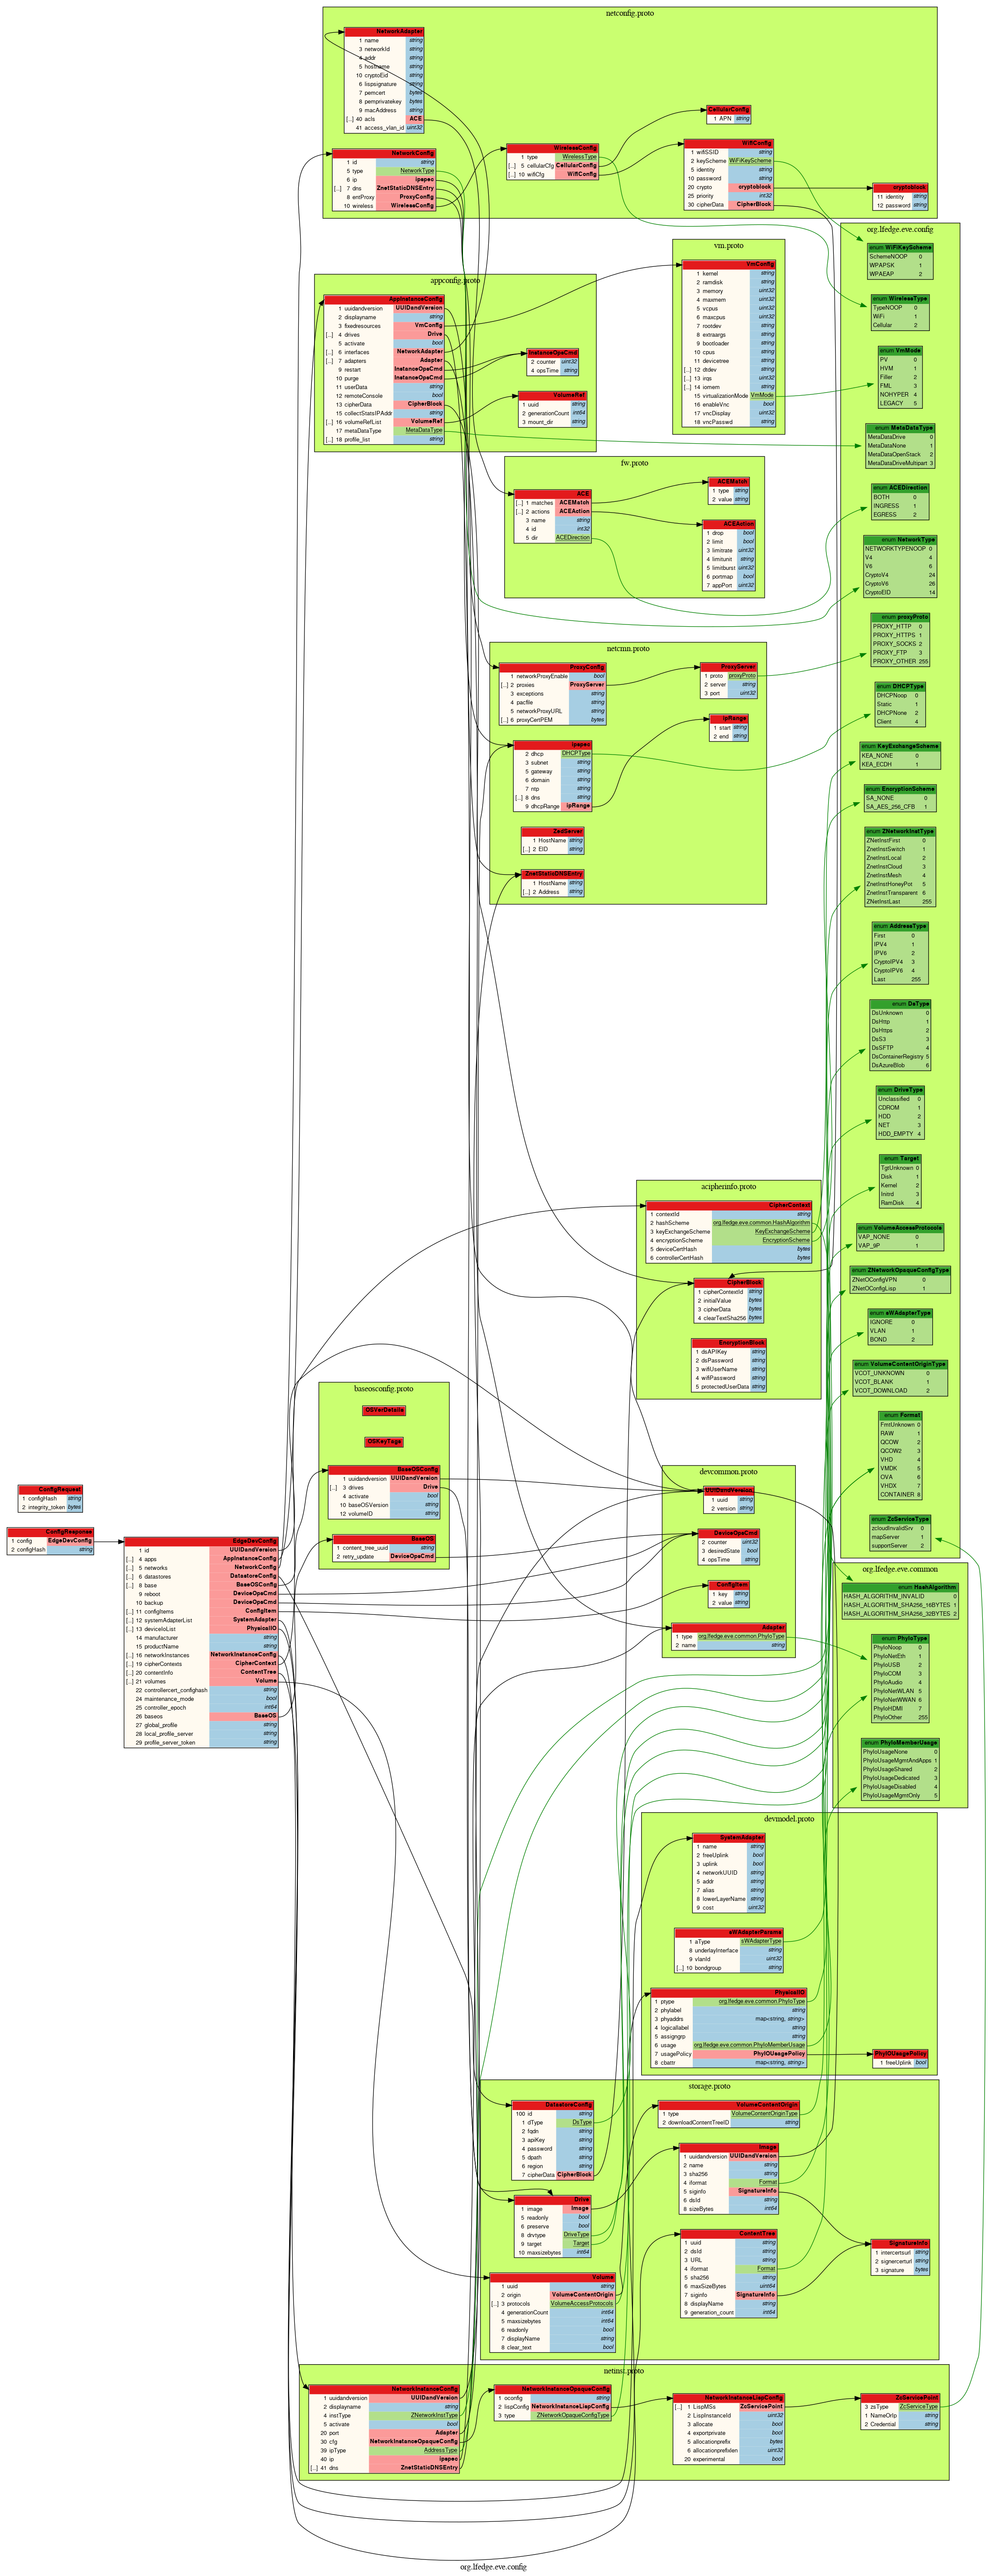 netconfig.proto
NetworkAdapter
1 name string
3 networkId string
4 addr string
5 hostname string
10 cryptoEid string
6 lispsignature string
7 pemcert bytes
8 pemprivatekey bytes
9 macAddress string
[...] 40 acls ACE
41 access_vlan_id uint32
CellularConfig
1 APN string
NetworkConfig
1 id string
5 type NetworkType
6 ip ipspec
[...] 7 dns ZnetStaticDNSEntry
8 entProxy ProxyConfig
10 wireless WirelessConfig
WirelessConfig
1 type WirelessType
[...] 5 cellularCfg CellularConfig
[...] 10 wifiCfg WifiConfig
WifiConfig
1 wifiSSID string
2 keyScheme WiFiKeyScheme
5 identity string
10 password string
20 crypto cryptoblock
25 priority int32
30 cipherData CipherBlock
cryptoblock
11 identity string
12 password string
appconfig.proto
AppInstanceConfig
1 uuidandversion UUIDandVersion
2 displayname string
3 fixedresources VmConfig
[...] 4 drives Drive
5 activate bool
[...] 6 interfaces NetworkAdapter
[...] 7 adapters Adapter
9 restart InstanceOpsCmd
10 purge InstanceOpsCmd
11 userData string
12 remoteConsole bool
13 cipherData CipherBlock
15 collectStatsIPAddr string
[...] 16 volumeRefList VolumeRef
17 metaDataType MetaDataType
[...] 18 profile_list string
InstanceOpsCmd
2 counter uint32
4 opsTime string
VolumeRef
1 uuid string
2 generationCount int64
3 mount_dir string
vm.proto
VmConfig
1 kernel string
2 ramdisk string
3 memory uint32
4 maxmem uint32
5 vcpus uint32
6 maxcpus uint32
7 rootdev string
8 extraargs string
9 bootloader string
10 cpus string
11 devicetree string
[...] 12 dtdev string
[...] 13 irqs uint32
[...] 14 iomem string
15 virtualizationMode VmMode
16 enableVnc bool
17 vncDisplay uint32
18 vncPasswd string
fw.proto
ACE
[...] 1 matches ACEMatch
[...] 2 actions ACEAction
3 name string
4 id int32
5 dir ACEDirection
ACEMatch
1 type string
2 value string
ACEAction
1 drop bool
2 limit bool
3 limitrate uint32
4 limitunit string
5 limitburst uint32
6 portmap bool
7 appPort uint32
netcmn.proto
ProxyConfig
1 networkProxyEnable bool
[...] 2 proxies ProxyServer
3 exceptions string
4 pacfile string
5 networkProxyURL string
[...] 6 proxyCertPEM bytes
ProxyServer
1 proto proxyProto
2 server string
3 port uint32
ipRange
1 start string
2 end string
ipspec
2 dhcp DHCPType
3 subnet string
5 gateway string
6 domain string
7 ntp string
[...] 8 dns string
9 dhcpRange ipRange
ZedServer
1 HostName string
[...] 2 EID string
ZnetStaticDNSEntry
1 HostName string
[...] 2 Address string
acipherinfo.proto
CipherContext
1 contextId string
2 hashScheme org.lfedge.eve.common.HashAlgorithm
3 keyExchangeScheme KeyExchangeScheme
4 encryptionScheme EncryptionScheme
5 deviceCertHash bytes
6 controllerCertHash bytes
CipherBlock
1 cipherContextId string
2 initialValue bytes
3 cipherData bytes
4 clearTextSha256 bytes
EncryptionBlock
1 dsAPIKey string
2 dsPassword string
3 wifiUserName string
4 wifiPassword string
5 protectedUserData string
baseosconfig.proto
OSVerDetails
OSKeyTags
BaseOSConfig
1 uuidandversion UUIDandVersion
[...] 3 drives Drive
4 activate bool
10 baseOSVersion string
12 volumeID string
BaseOS
1 content_tree_uuid string
2 retry_update DeviceOpsCmd
devcommon.proto
UUIDandVersion
1 uuid string
2 version string
DeviceOpsCmd
2 counter uint32
3 desiredState bool
4 opsTime string
ConfigItem
1 key string
2 value string
Adapter
1 type org.lfedge.eve.common.PhyIoType
2 name string
ConfigRequest
1 configHash string
2 integrity_token bytes
ConfigResponse
1 config EdgeDevConfig
2 configHash string
EdgeDevConfig
1 id UUIDandVersion
[...] 4 apps AppInstanceConfig
[...] 5 networks NetworkConfig
[...] 6 datastores DatastoreConfig
[...] 8 base BaseOSConfig
9 reboot DeviceOpsCmd
10 backup DeviceOpsCmd
[...] 11 configItems ConfigItem
[...] 12 systemAdapterList SystemAdapter
[...] 13 deviceIoList PhysicalIO
14 manufacturer string
15 productName string
[...] 16 networkInstances NetworkInstanceConfig
[...] 19 cipherContexts CipherContext
[...] 20 contentInfo ContentTree
[...] 21 volumes Volume
22 controllercert_confighash string
24 maintenance_mode bool
25 controller_epoch int64
26 baseos BaseOS
27 global_profile string
28 local_profile_server string
29 profile_server_token string
devmodel.proto
SystemAdapter
1 name string
2 freeUplink bool
3 uplink bool
4 networkUUID string
5 addr string
7 alias string
8 lowerLayerName string
9 cost uint32
sWAdapterParams
1 aType sWAdapterType
8 underlayInterface string
9 vlanId uint32
[...] 10 bondgroup string
PhysicalIO
1 ptype org.lfedge.eve.common.PhyIoType
2 phylabel string
3 phyaddrs map<string, string>
4 logicallabel string
5 assigngrp string
6 usage org.lfedge.eve.common.PhyIoMemberUsage
7 usagePolicy PhyIOUsagePolicy
8 cbattr map<string, string>
PhyIOUsagePolicy
1 freeUplink bool
storage.proto
DatastoreConfig
100 id string
1 dType DsType
2 fqdn string
3 apiKey string
4 password string
5 dpath string
6 region string
7 cipherData CipherBlock
VolumeContentOrigin
1 type VolumeContentOriginType
2 downloadContentTreeID string
Image
1 uuidandversion UUIDandVersion
2 name string
3 sha256 string
4 iformat Format
5 siginfo SignatureInfo
6 dsId string
8 sizeBytes int64
Drive
1 image Image
5 readonly bool
6 preserve bool
8 drvtype DriveType
9 target Target
10 maxsizebytes int64
ContentTree
1 uuid string
2 dsId string
3 URL string
4 iformat Format
5 sha256 string
6 maxSizeBytes uint64
7 siginfo SignatureInfo
8 displayName string
9 generation_count int64
SignatureInfo
1 intercertsurl string
2 signercerturl string
3 signature bytes
Volume
1 uuid string
2 origin VolumeContentOrigin
[...] 3 protocols VolumeAccessProtocols
4 generationCount int64
5 maxsizebytes int64
6 readonly bool
7 displayName string
8 clear_text bool
netinst.proto
NetworkInstanceConfig
1 uuidandversion UUIDandVersion
2 displayname string
4 instType ZNetworkInstType
5 activate bool
20 port Adapter
30 cfg NetworkInstanceOpaqueConfig
39 ipType AddressType
40 ip ipspec
[...] 41 dns ZnetStaticDNSEntry
NetworkInstanceOpaqueConfig
1 oconfig string
2 lispConfig NetworkInstanceLispConfig
3 type ZNetworkOpaqueConfigType
NetworkInstanceLispConfig
[...] 1 LispMSs ZcServicePoint
2 LispInstanceId uint32
3 allocate bool
4 exportprivate bool
5 allocationprefix bytes
6 allocationprefixlen uint32
20 experimental bool
ZcServicePoint
3 zsType ZcServiceType
1 NameOrIp string
2 Credential string
org.lfedge.eve.config
enum WiFiKeyScheme
SchemeNOOP 0
WPAPSK 1
WPAEAP 2
enum WirelessType
TypeNOOP 0
WiFi 1
Cellular 2
enum VmMode
PV 0
HVM 1
Filler 2
FML 3
NOHYPER 4
LEGACY 5
enum MetaDataType
MetaDataDrive 0
MetaDataNone 1
MetaDataOpenStack 2
MetaDataDriveMultipart 3
enum ACEDirection
BOTH 0
INGRESS 1
EGRESS 2
enum NetworkType
NETWORKTYPENOOP 0
V4 4
V6 6
CryptoV4 24
CryptoV6 26
CryptoEID 14
enum proxyProto
PROXY_HTTP 0
PROXY_HTTPS 1
PROXY_SOCKS 2
PROXY_FTP 3
PROXY_OTHER 255
enum DHCPType
DHCPNoop 0
Static 1
DHCPNone 2
Client 4
enum KeyExchangeScheme
KEA_NONE 0
KEA_ECDH 1
enum EncryptionScheme
SA_NONE 0
SA_AES_256_CFB 1
enum ZNetworkInstType
ZNetInstFirst 0
ZnetInstSwitch 1
ZnetInstLocal 2
ZnetInstCloud 3
ZnetInstMesh 4
ZnetInstHoneyPot 5
ZnetInstTransparent 6
ZNetInstLast 255
enum AddressType
First 0
IPV4 1
IPV6 2
CryptoIPV4 3
CryptoIPV6 4
Last 255
enum DsType
DsUnknown 0
DsHttp 1
DsHttps 2
DsS3 3
DsSFTP 4
DsContainerRegistry 5
DsAzureBlob 6
enum DriveType
Unclassified 0
CDROM 1
HDD 2
NET 3
HDD_EMPTY 4
enum Target
TgtUnknown 0
Disk 1
Kernel 2
Initrd 3
RamDisk 4
enum VolumeAccessProtocols
VAP_NONE 0
VAP_9P 1
enum ZNetworkOpaqueConfigType
ZNetOConfigVPN 0
ZNetOConfigLisp 1
enum sWAdapterType
IGNORE 0
VLAN 1
BOND 2
enum VolumeContentOriginType
VCOT_UNKNOWN 0
VCOT_BLANK 1
VCOT_DOWNLOAD 2
enum Format
FmtUnknown 0
RAW 1
QCOW 2
QCOW2 3
VHD 4
VMDK 5
OVA 6
VHDX 7
CONTAINER 8
enum ZcServiceType
zcloudInvalidSrv 0
mapServer 1
supportServer 2
org.lfedge.eve.common
enum HashAlgorithm
HASH_ALGORITHM_INVALID 0
HASH_ALGORITHM_SHA256_16BYTES 1
HASH_ALGORITHM_SHA256_32BYTES 2
enum PhyIoType
PhyIoNoop 0
PhyIoNetEth 1
PhyIoUSB 2
PhyIoCOM 3
PhyIoAudio 4
PhyIoNetWLAN 5
PhyIoNetWWAN 6
PhyIoHDMI 7
PhyIoOther 255
enum PhyIoMemberUsage
PhyIoUsageNone 0
PhyIoUsageMgmtAndApps 1
PhyIoUsageShared 2
PhyIoUsageDedicated 3
PhyIoUsageDisabled 4
PhyIoUsageMgmtOnly 5
org.lfedge.eve.config